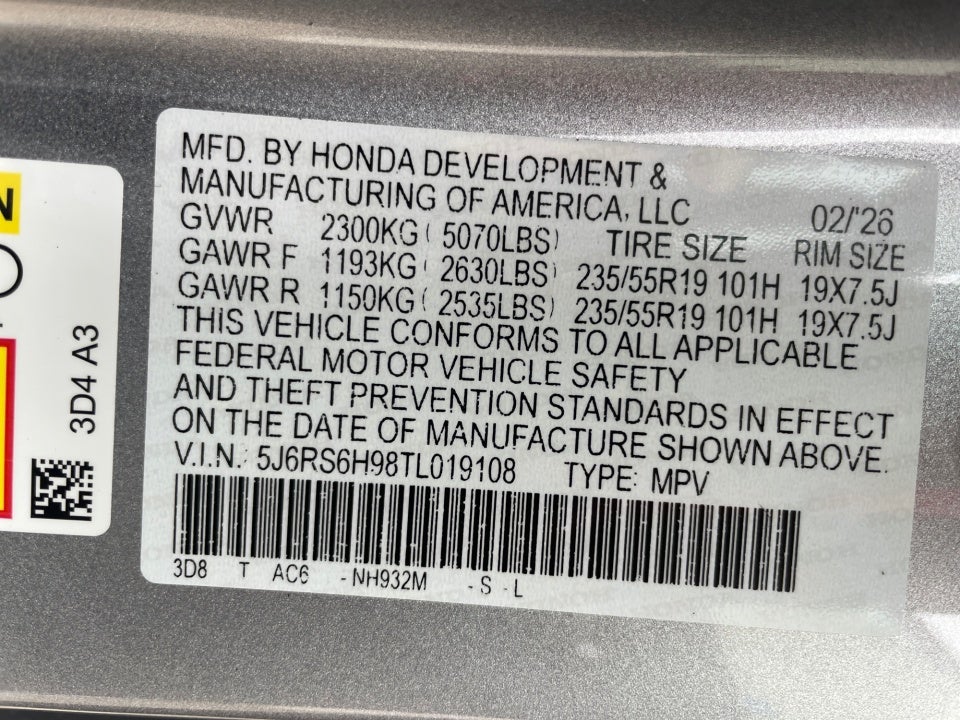 MFD. BY HONDA DEVELOPMENT &
MANUFACTURING OF AMERICA, LLC 02/'26
GVWR 2300KG ( 5070LBS) TIRE SIZE RIM SIZE
GAWR F 1193KG ( 2630LBS) 235/55R19 101H 19X7.5J
GAWR R 1150KG ( 2535LBS) 235/55R19 101H 19X7.5J
THIS VEHICLE CONFORMS TO ALL APPLICABLE
FEDERAL MOTOR VEHICLE SAFETY
AND THEFT PREVENTION STANDARDS IN EFFECT
ON THE DATE OF MANUFACTURE SHOWN ABOVE.
V.I.N.: 5J6RS6H98TL019108 TYPE: MPV
3D8 T AC6 -NH932M -S -L
3D4 A3
N